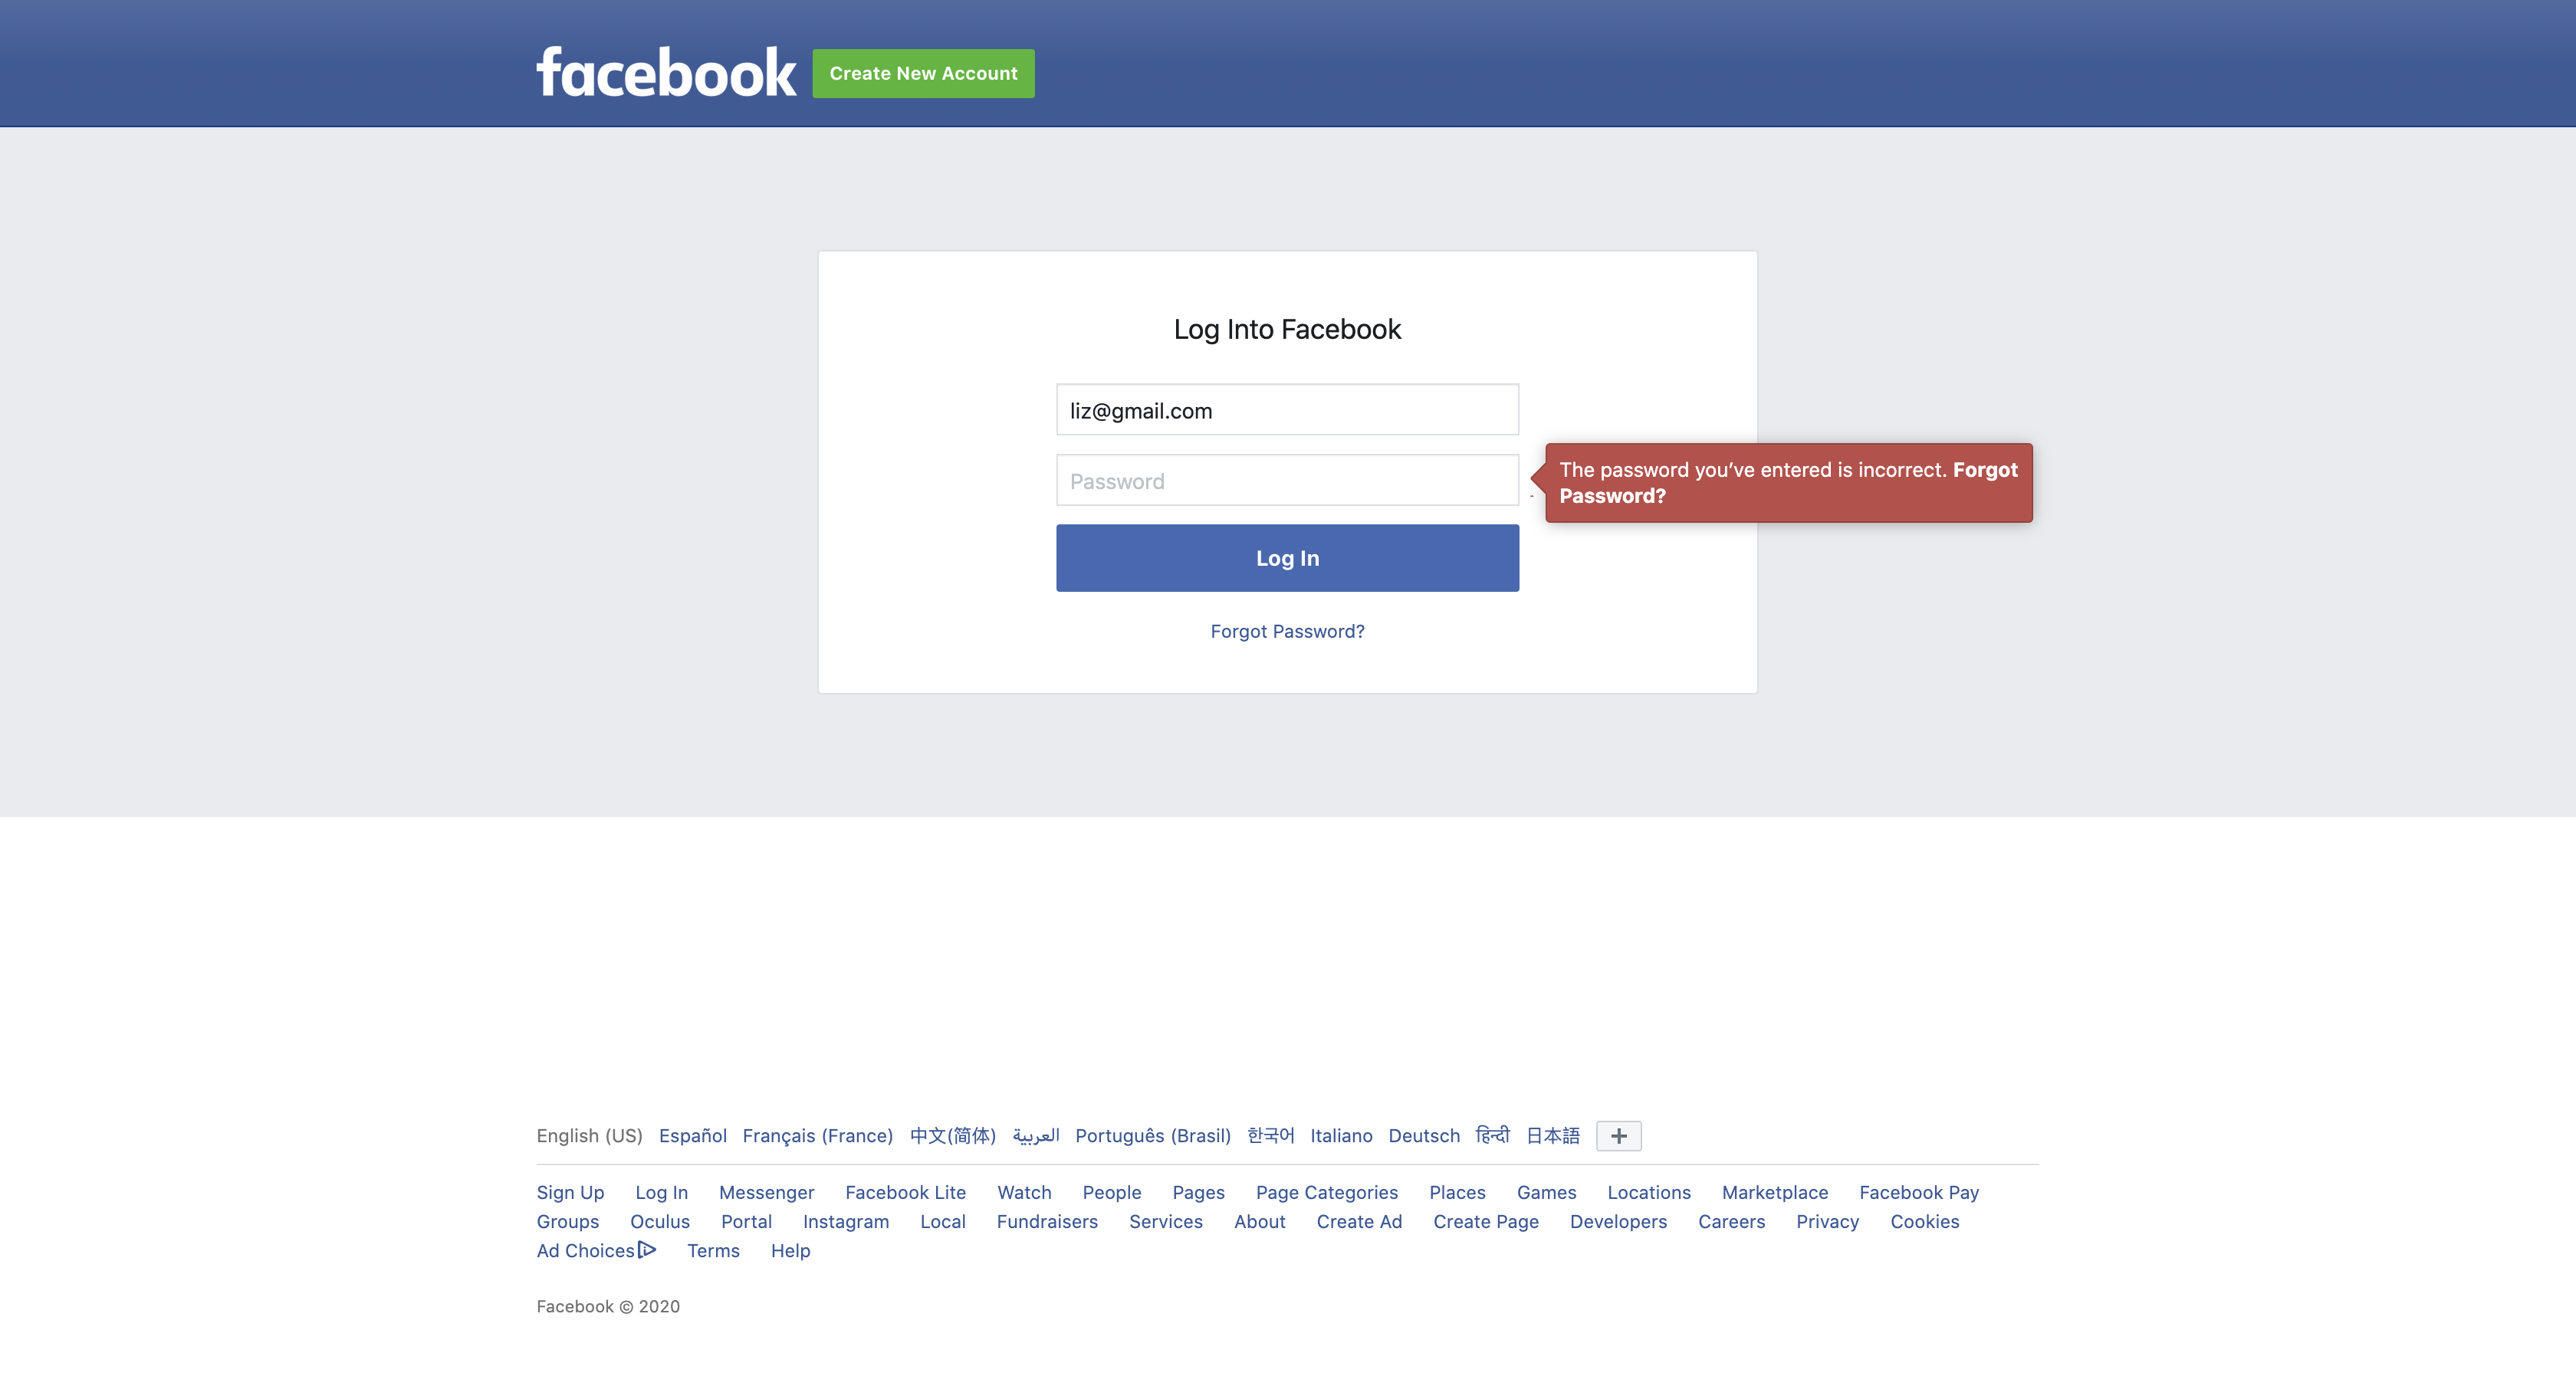 facebook
Create New Account
Log Into Facebook
liz@gmail.com
Password
The password you’ve entered is incorrect. Forgot
Password?
Log In
Forgot Password?
English (US) Español Français (France) 中文(简体) العربية Português (Brasil) 한국어 Italiano Deutsch हिन्दी 日本語 +
Sign Up Log In Messenger Facebook Lite Watch People Pages Page Categories Places Games Locations Marketplace Facebook Pay
Groups Oculus Portal Instagram Local Fundraisers Services About Create Ad Create Page Developers Careers Privacy Cookies
Ad Choices Terms Help
Facebook © 2020